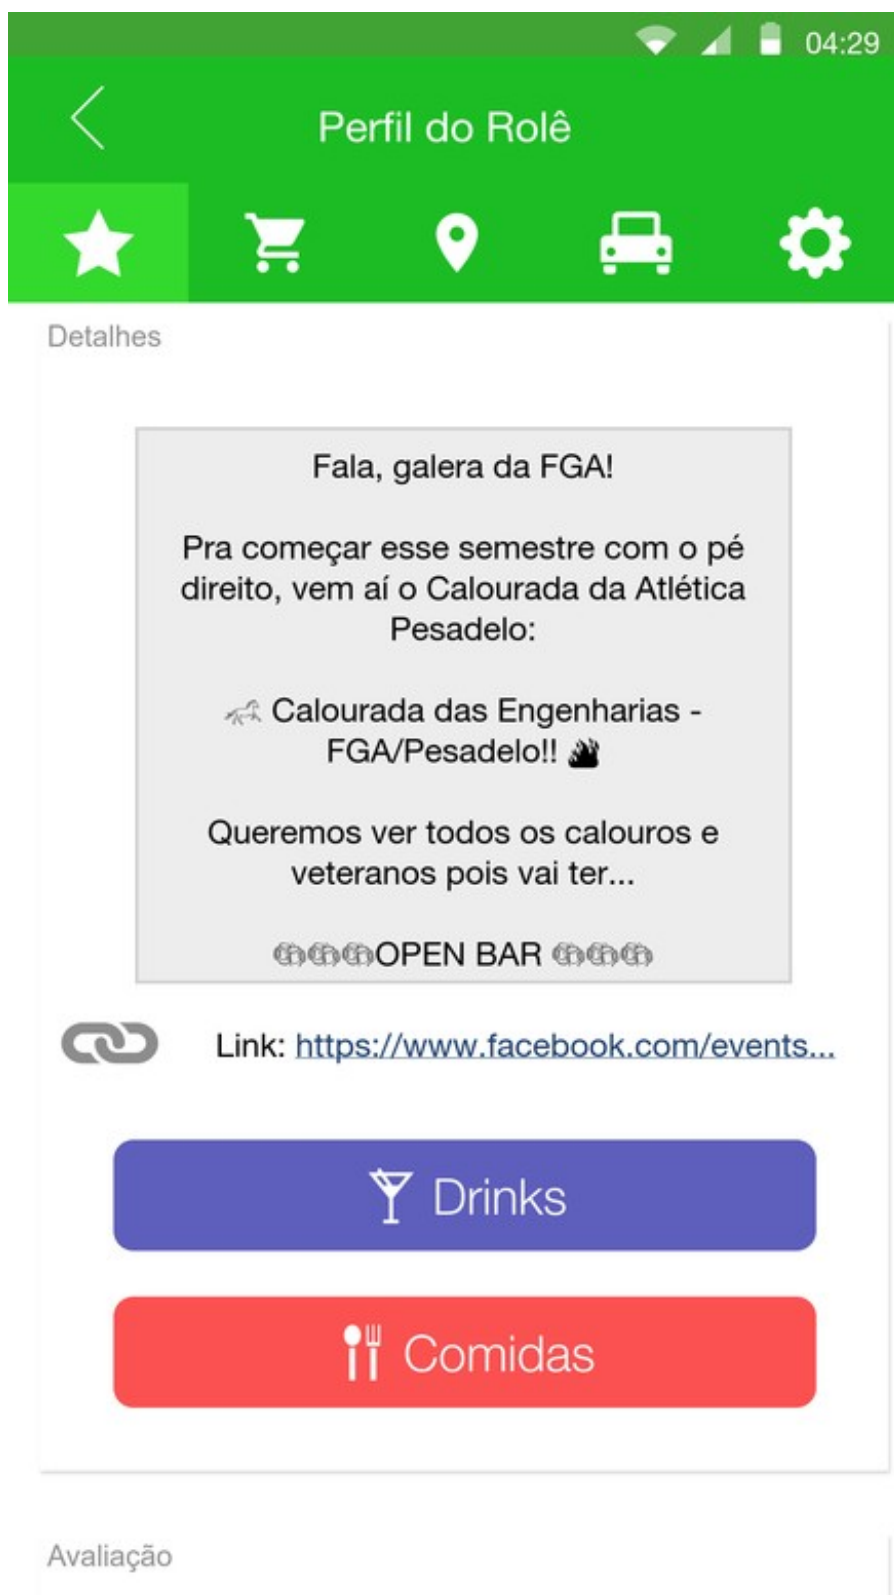 04:29
Perfil do Rolê
Detalhes
Fala, galera da FGA!
Pra começar esse semestre com o pé
direito, vem aí o Calourada da Atlética
Pesadelo:
🐎 Calourada das Engenharias -
FGA/Pesadelo!! 🔥
Queremos ver todos os calouros e
veteranos pois vai ter...
🍻🍻🍻OPEN BAR 🍻🍻🍻
Link: https://www.facebook.com/events...
Drinks
Comidas
Avaliação